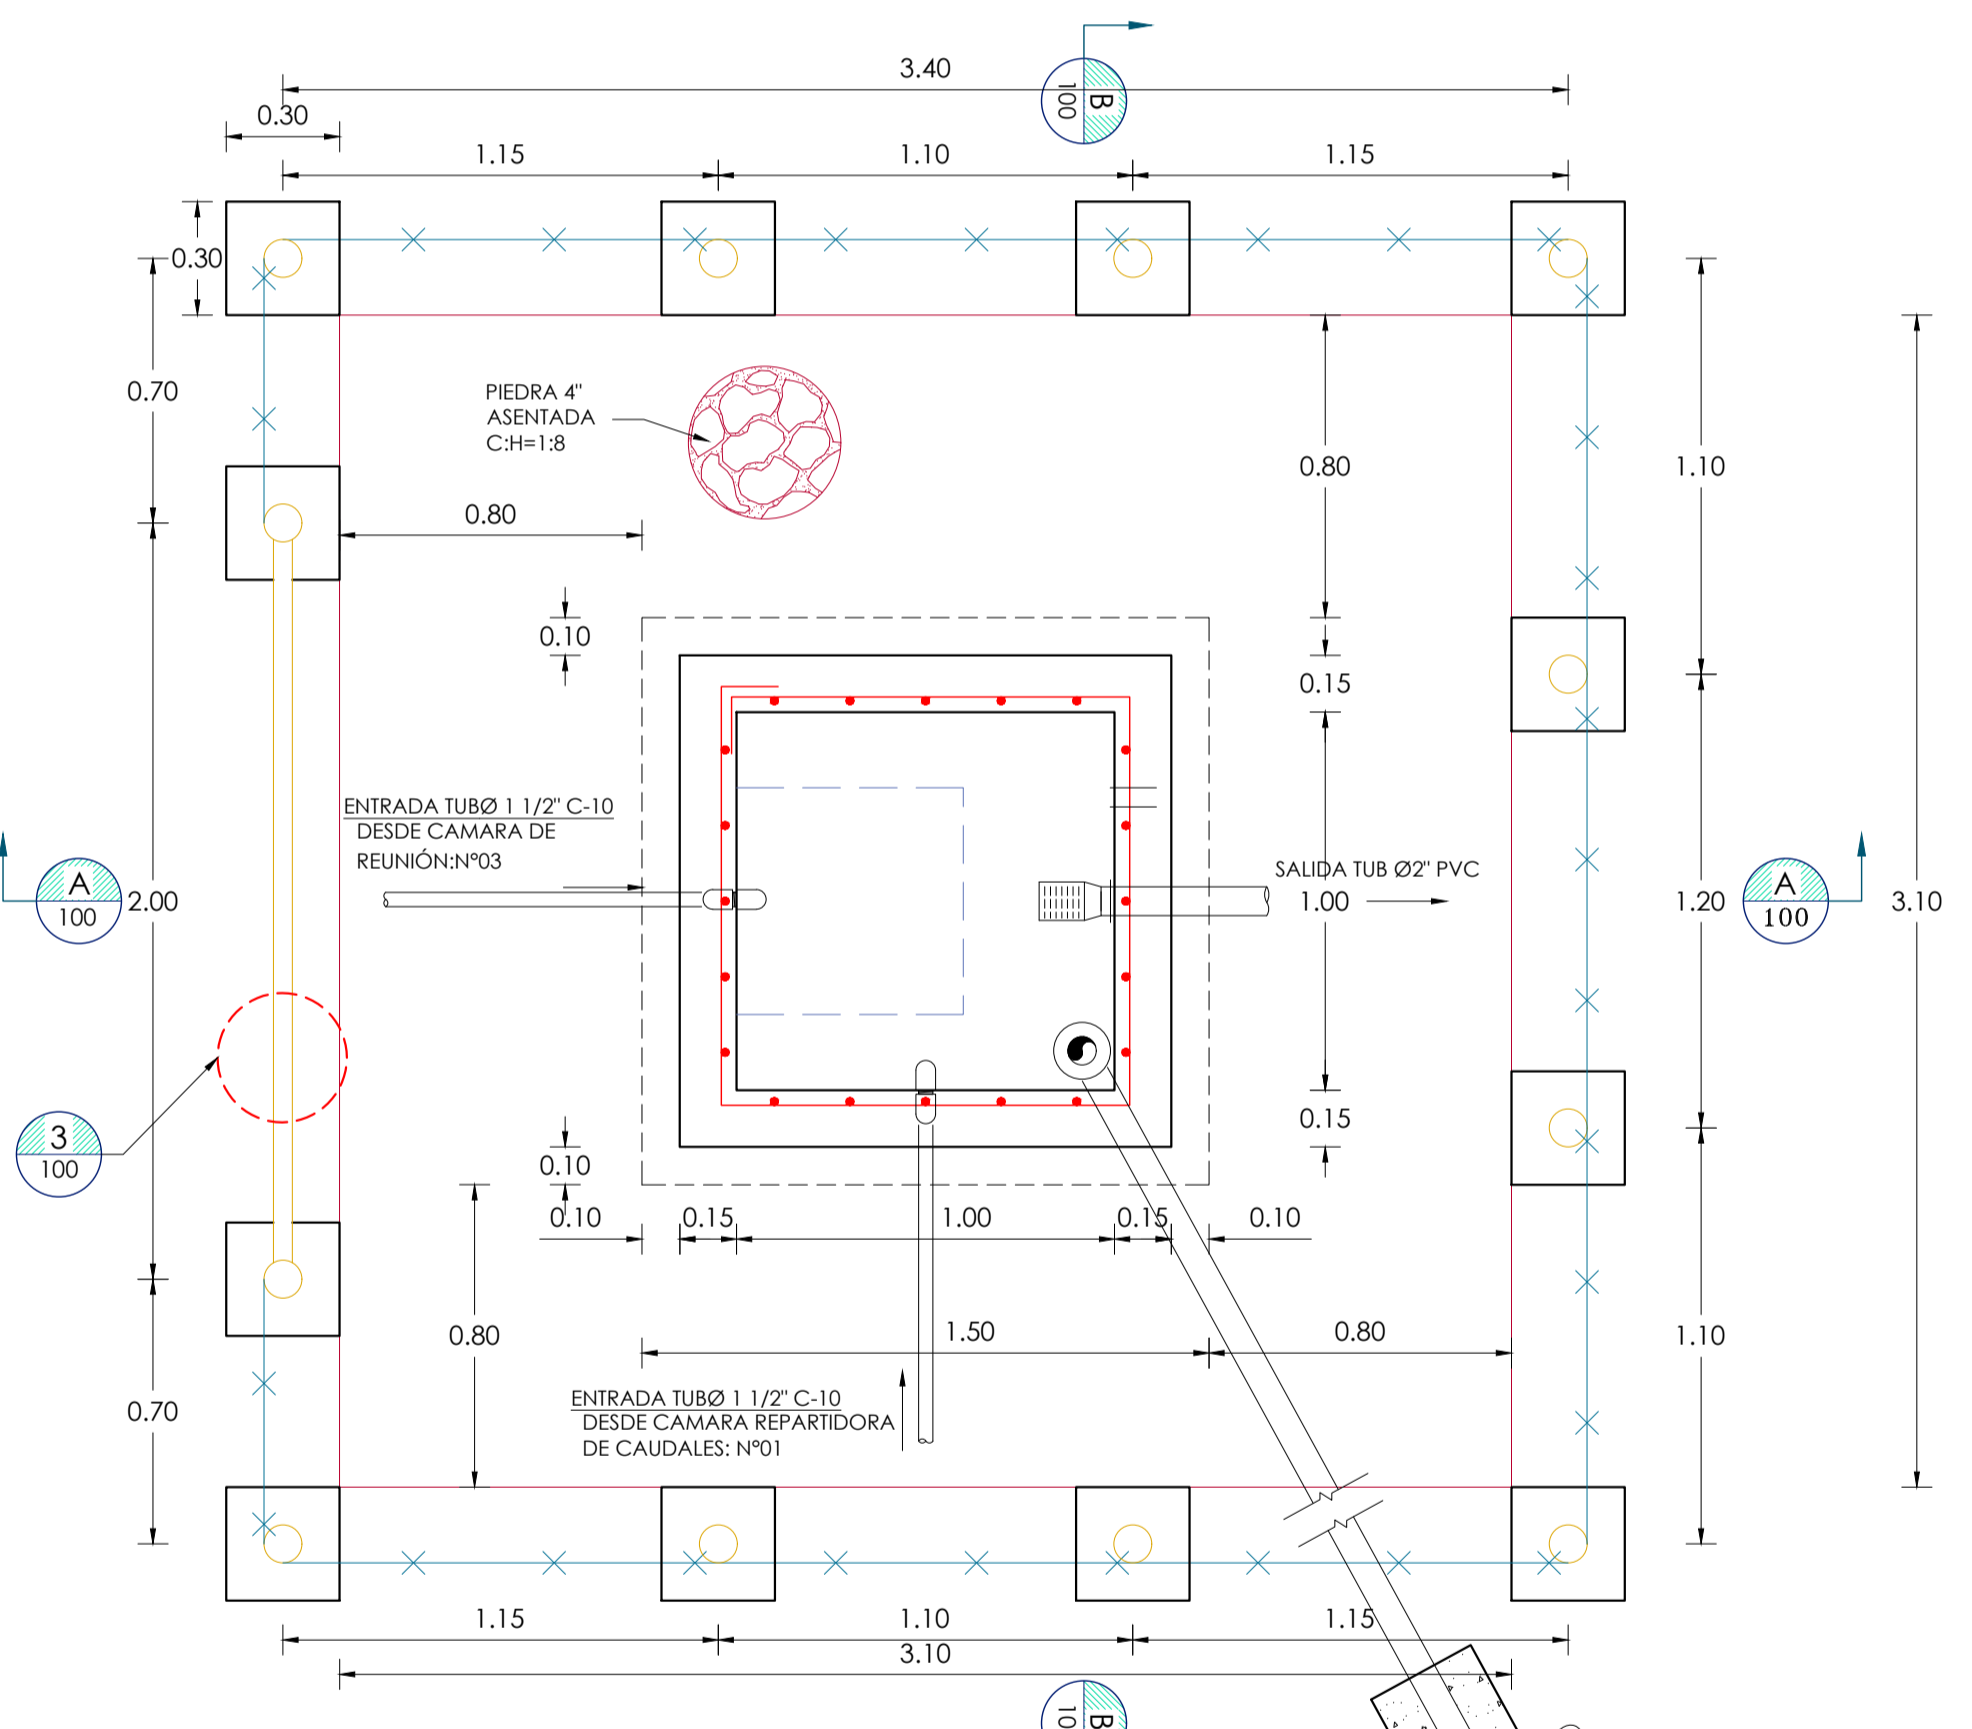 3.40
B
100
0.30
1.15
1.10
1.15
0.30
0.70
PIEDRA 4"
ASENTADA
C:H=1:8
0.80
1.10
0.80
0.10
0.15
ENTRADA TUBØ 1 1/2" C-10
DESDE CAMARA DE
REUNIÓN:Nº03
SALIDA TUB Ø2" PVC
A
100
2.00
1.00
1.20
A
100
3.10
3
100
0.10
0.15
0.10
0.15
1.00
0.15
0.10
0.80
1.50
0.80
1.10
ENTRADA TUBØ 1 1/2" C-10
DESDE CAMARA REPARTIDORA
DE CAUDALES: Nº01
0.70
1.15
1.10
1.15
3.10
B